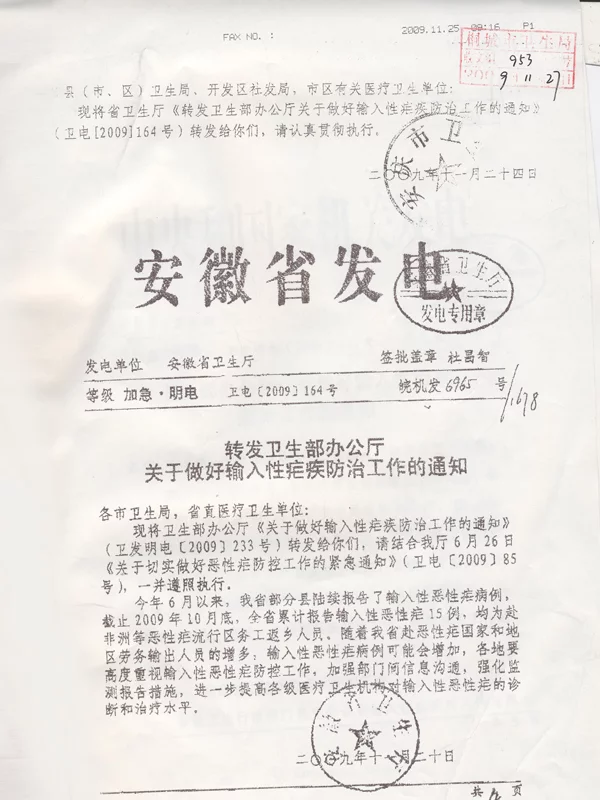 FAX NO. :
2009.11.25 09:16 P1
953
2009 11 27
县(市、区)卫生局、开发区社发局,市区有关医疗卫生单位:
现将省卫生厅《转发卫生部办公厅关于做好输入性疟疾防治工作的通知》
(卫电[2009]164号)转发给你们,请认真贯彻执行。
安庆市卫
二〇〇九年十一月二十四日
安徽省发电
省卫生厅
发电专用章
发电单位 安徽省卫生厅 签批盖章 杜昌智
等级 加急·明电 卫电〔2009〕164号 皖机发6965号
/1678
转发卫生部办公厅
关于做好输入性疟疾防治工作的通知
各市卫生局,省直医疗卫生单位:
现将卫生部办公厅《关于做好输入性疟疾防治工作的通知》
(卫发明电〔2009〕233号)转发给你们,请结合我厅6月26日
《关于切实做好恶性疟防控工作的紧急通知》(卫电〔2009〕85
号),一并遵照执行。
今年6月以来,我省部分县陆续报告了输入性恶性疟病例,
截止2009年10月底,全省累计报告输入性恶性疟15例,均为赴
非洲等恶性疟流行区务工返乡人员。随着我省赴恶性疟国家和地
区劳务输出人员的增多,输入性恶性疟病例可能会增加,各地要
高度重视输入性恶性疟防控工作,加强部门间信息沟通,强化监
测报告措施,进一步提高各级医疗卫生机构对输入性恶性疟的诊
断和治疗水平。
安徽省卫生厅
二〇〇九年十一月二十日
共 页